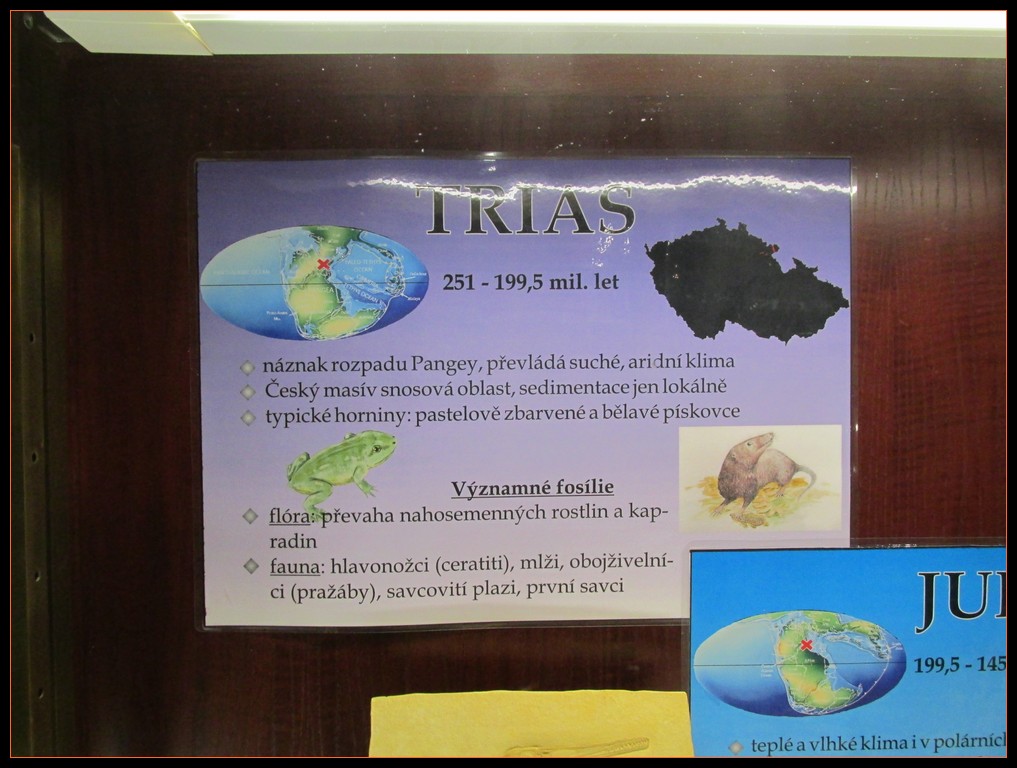 TRIAS
251 - 199,5 mil. let
náznak rozpadu Pangey, převládá suché, aridní klima
Český masív snosová oblast, sedimentace jen lokálně
typické horniny: pastelově zbarvené a bělavé pískovce
Významné fosílie
flóra: převaha nahosemenných rostlin a kap-
radin
fauna: hlavonožci (ceratiti), mlži, obojživelní-
ci (pražáby), savcovití plazi, první savci
199,5 - 145
teplé a vlhké klima i v polárních